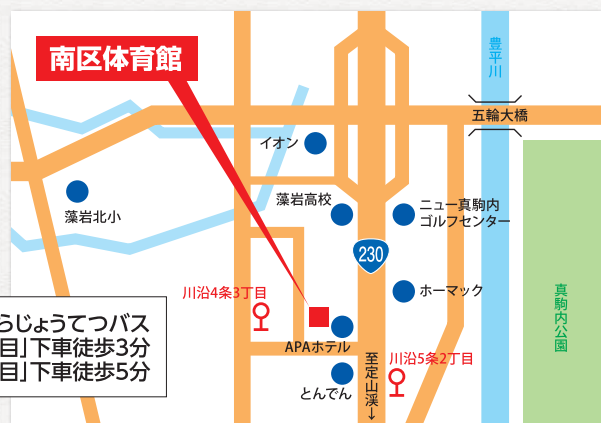 南区体育館
豊平川
五輪大橋
イオン
藻岩高校
ニュー真駒内
ゴルフセンター
藻岩北小
230
川沿4条3丁目
ホーマック
真駒内公園
らじょうてつバス
目」下車徒歩3分
目」下車徒歩5分
APAホテル
川沿5条2丁目
至定山渓→
とんでん